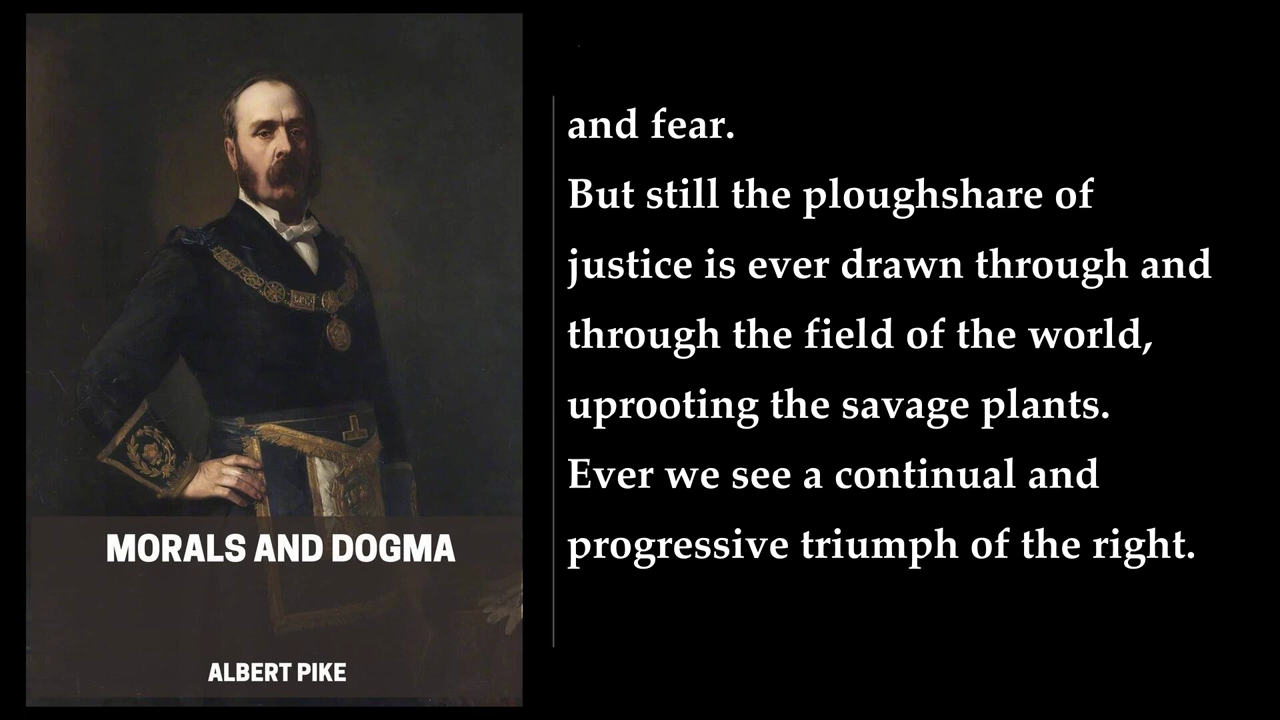 MORALS AND DOGMA
ALBERT PIKE
and fear.
But still the ploughshare of
justice is ever drawn through and
through the field of the world,
uprooting the savage plants.
Ever we see a continual and
progressive triumph of the right.